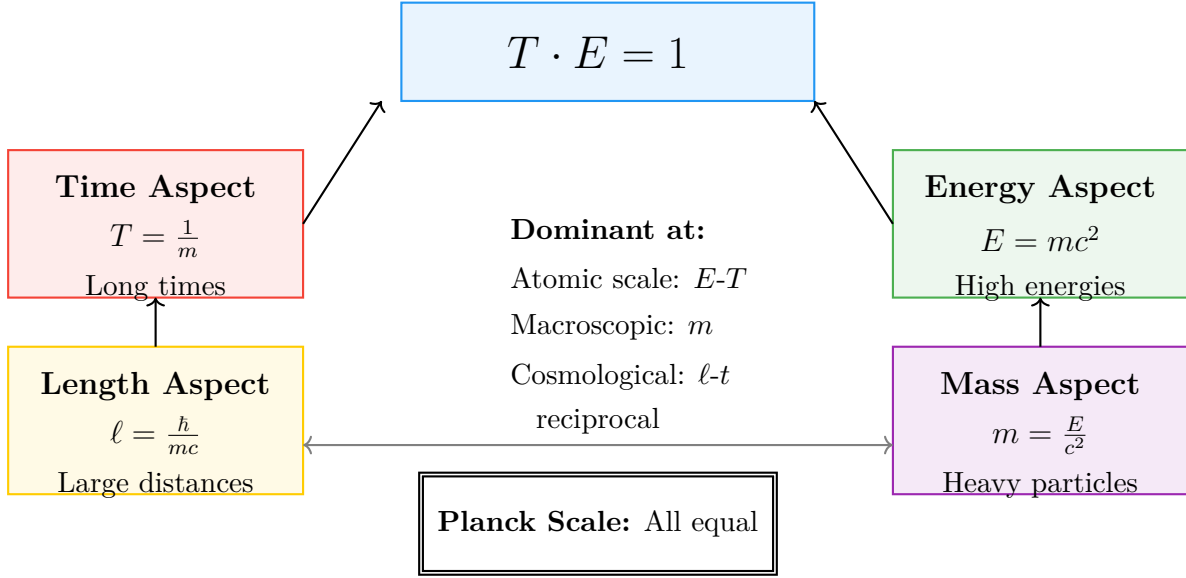 T · E = 1
Time Aspect
T = 1/m
Long times
Energy Aspect
E = mc²
High energies
Dominant at:
Atomic scale: E-T
Macroscopic: m
Cosmological: ℓ-t
reciprocal
Length Aspect
ℓ = ħ/mc
Large distances
Mass Aspect
m = E/c²
Heavy particles
Planck Scale: All equal